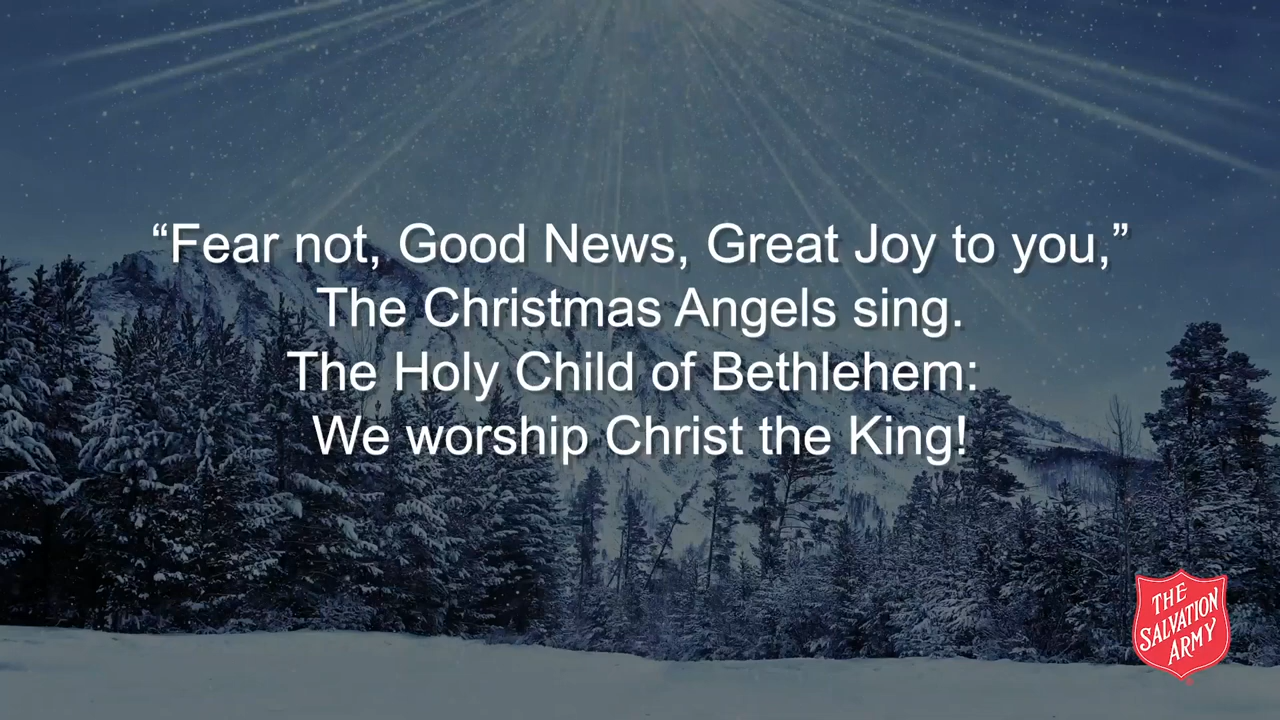 “Fear not, Good News, Great Joy to you,”
The Christmas Angels sing.
The Holy Child of Bethlehem:
We worship Christ the King!
THE
SALVATION
ARMY